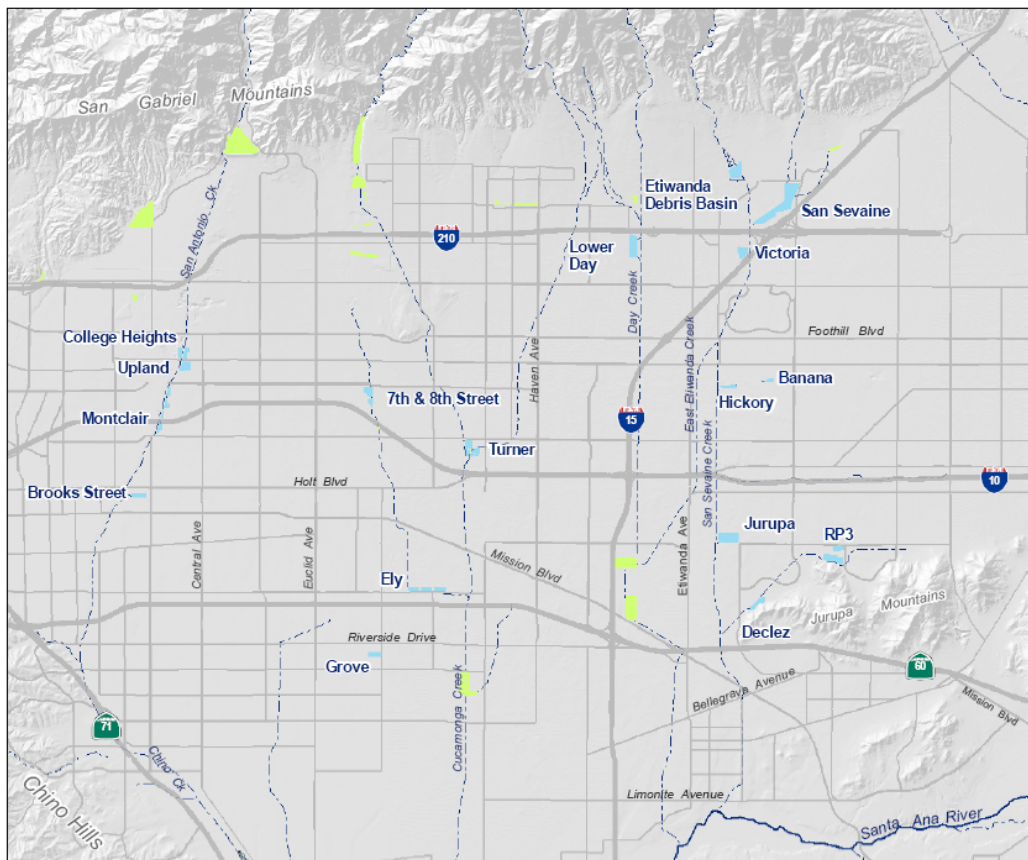 San Gabriel Mountains
San Antonio Ck
Etiwanda
Debris Basin
San Sevaine
210
Lower
Day
Victoria
Day Creek
East Etiwanda Creek
Foothill Blvd
College Heights
Upland
Haven Ave
7th & 8th Street
Banana
Hickory
Montclair
15
Turner
San Sevaine Creek
Holt Blvd
10
Brooks Street
Central Ave
Euclid Ave
Mission Blvd
Etiwanda Ave
Jurupa
RP3
Ely
Jurupa Mountains
Declez
Riverside Drive
Grove
60
Bellegrava Avenue
Mission Blvd
Cucamonga Creek
71
Chino Ck
Chino Hills
Limonite Avenue
Santa Ana River